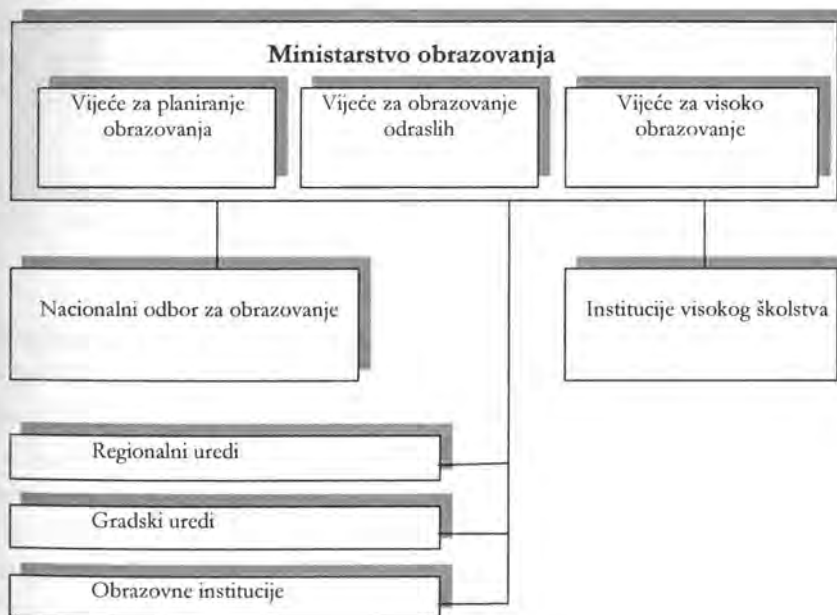 Ministarstvo obrazovanja
Vijeće za planiranje
obrazovanja
Vijeće za obrazovanje
odraslih
Vijeće za visoko
obrazovanje
Nacionalni odbor za obrazovanje
Institucije visokog školstva
Regionalni uredi
Gradski uredi
Obrazovne institucije